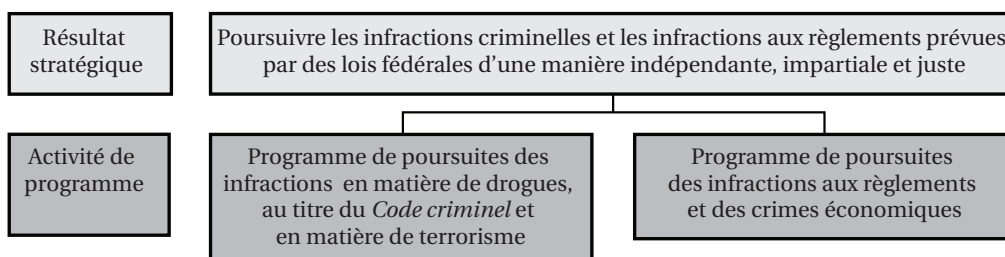 Résultat
stratégique
Poursuivre les infractions criminelles et les infractions aux règlements prévues
par des lois fédérales d'une manière indépendante, impartiale et juste
Activité de
programme
Programme de poursuites des
infractions en matière de drogues,
au titre du Code criminel et
en matière de terrorisme
Programme de poursuites
des infractions aux règlements
et des crimes économiques